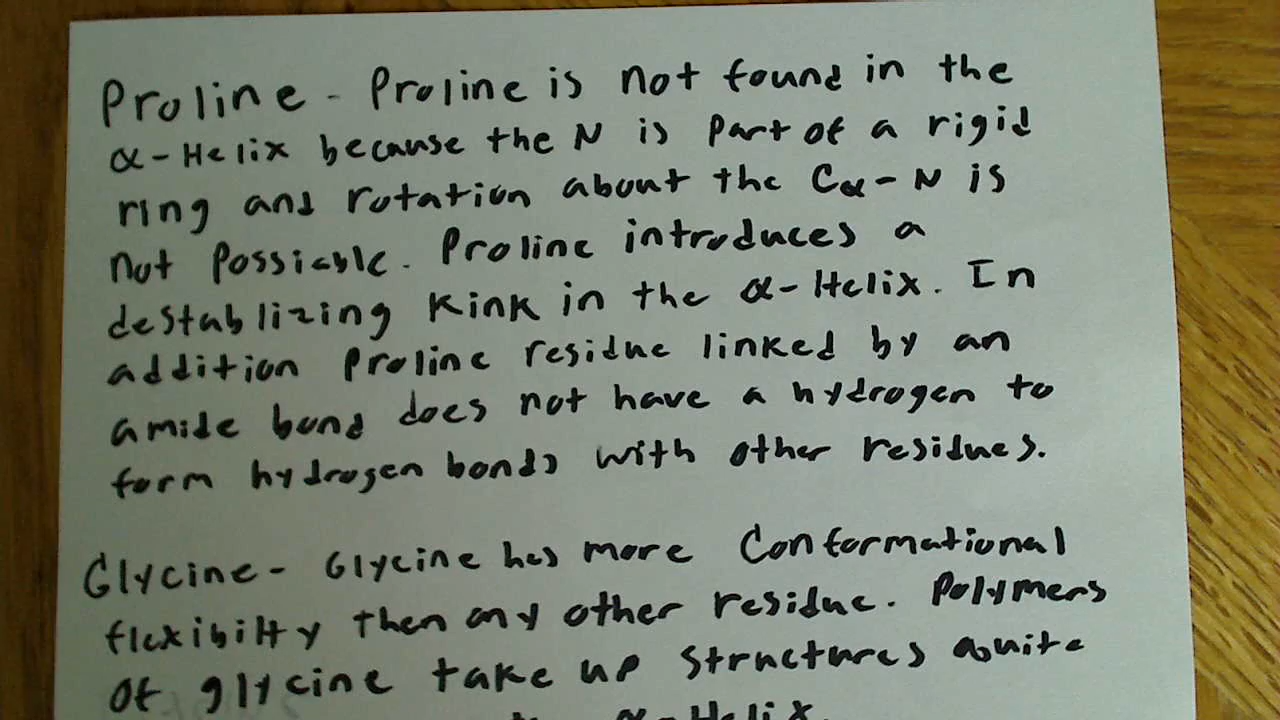 Proline - Proline is not found in the
α-Helix because the N is part of a rigid
ring and rotation about the Cα-N is
not possiable. Proline introduces a
destablizing kink in the α-Helix. In
addition proline residue linked by an
amide bond does not have a hydrogen to
form hydrogen bonds with other residues.
Glycine- Glycine has more conformational
flexibilty then any other residue. Polymers
of glycine take up structures quite
α-Helix.